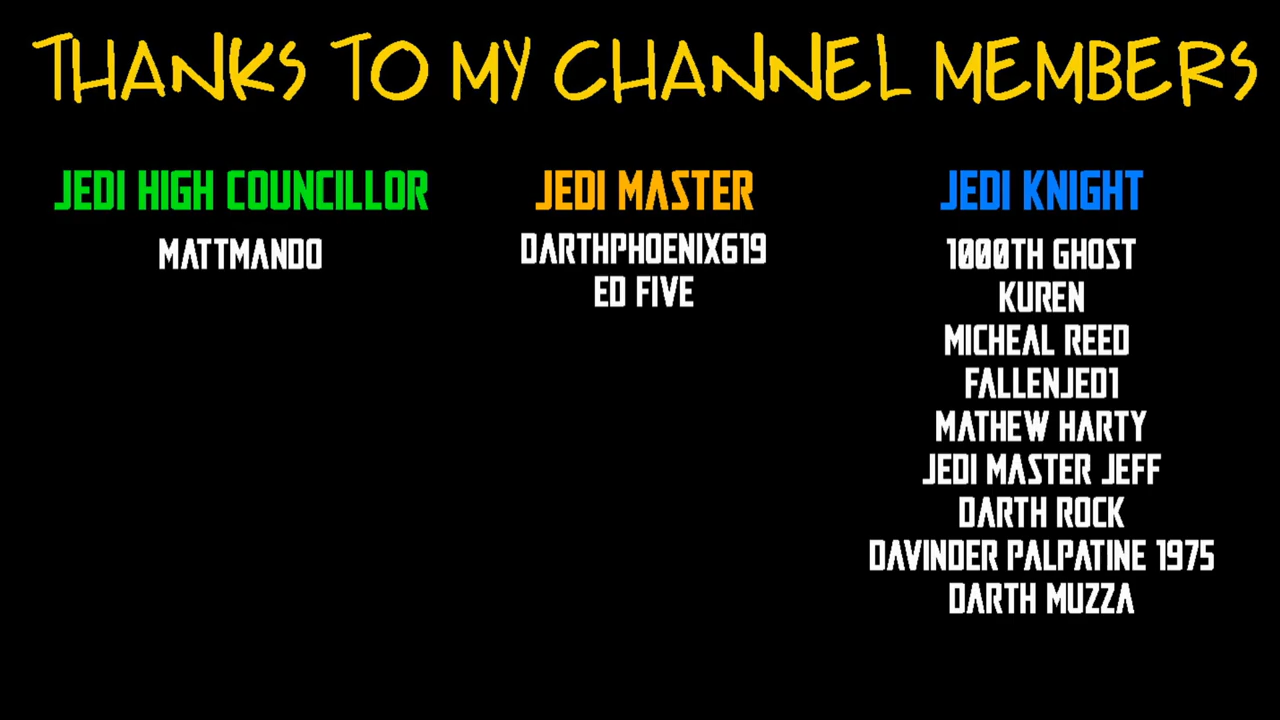 THANKS TO MY CHANNEL MEMBERS
JEDI HIGH COUNCILLOR
MATTMANDO
JEDI MASTER
DARTHPHOENIX619
ED FIVE
JEDI KNIGHT
1000TH GHOST
KUREN
MICHEAL REED
FALLENJED1
MATHEW HARTY
JEDI MASTER JEFF
DARTH ROCK
DAVINDER PALPATINE 1975
DARTH MUZZA